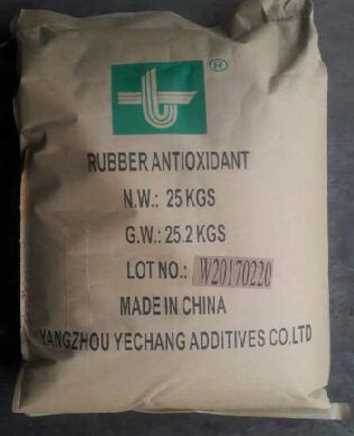 ®
RUBBER ANTIOXIDANT
N.W.: 25 KGS
G.W.: 25.2 KGS
LOT NO.: W20170220
MADE IN CHINA
YANGZHOU YECHANG ADDITIVES CO.LTD